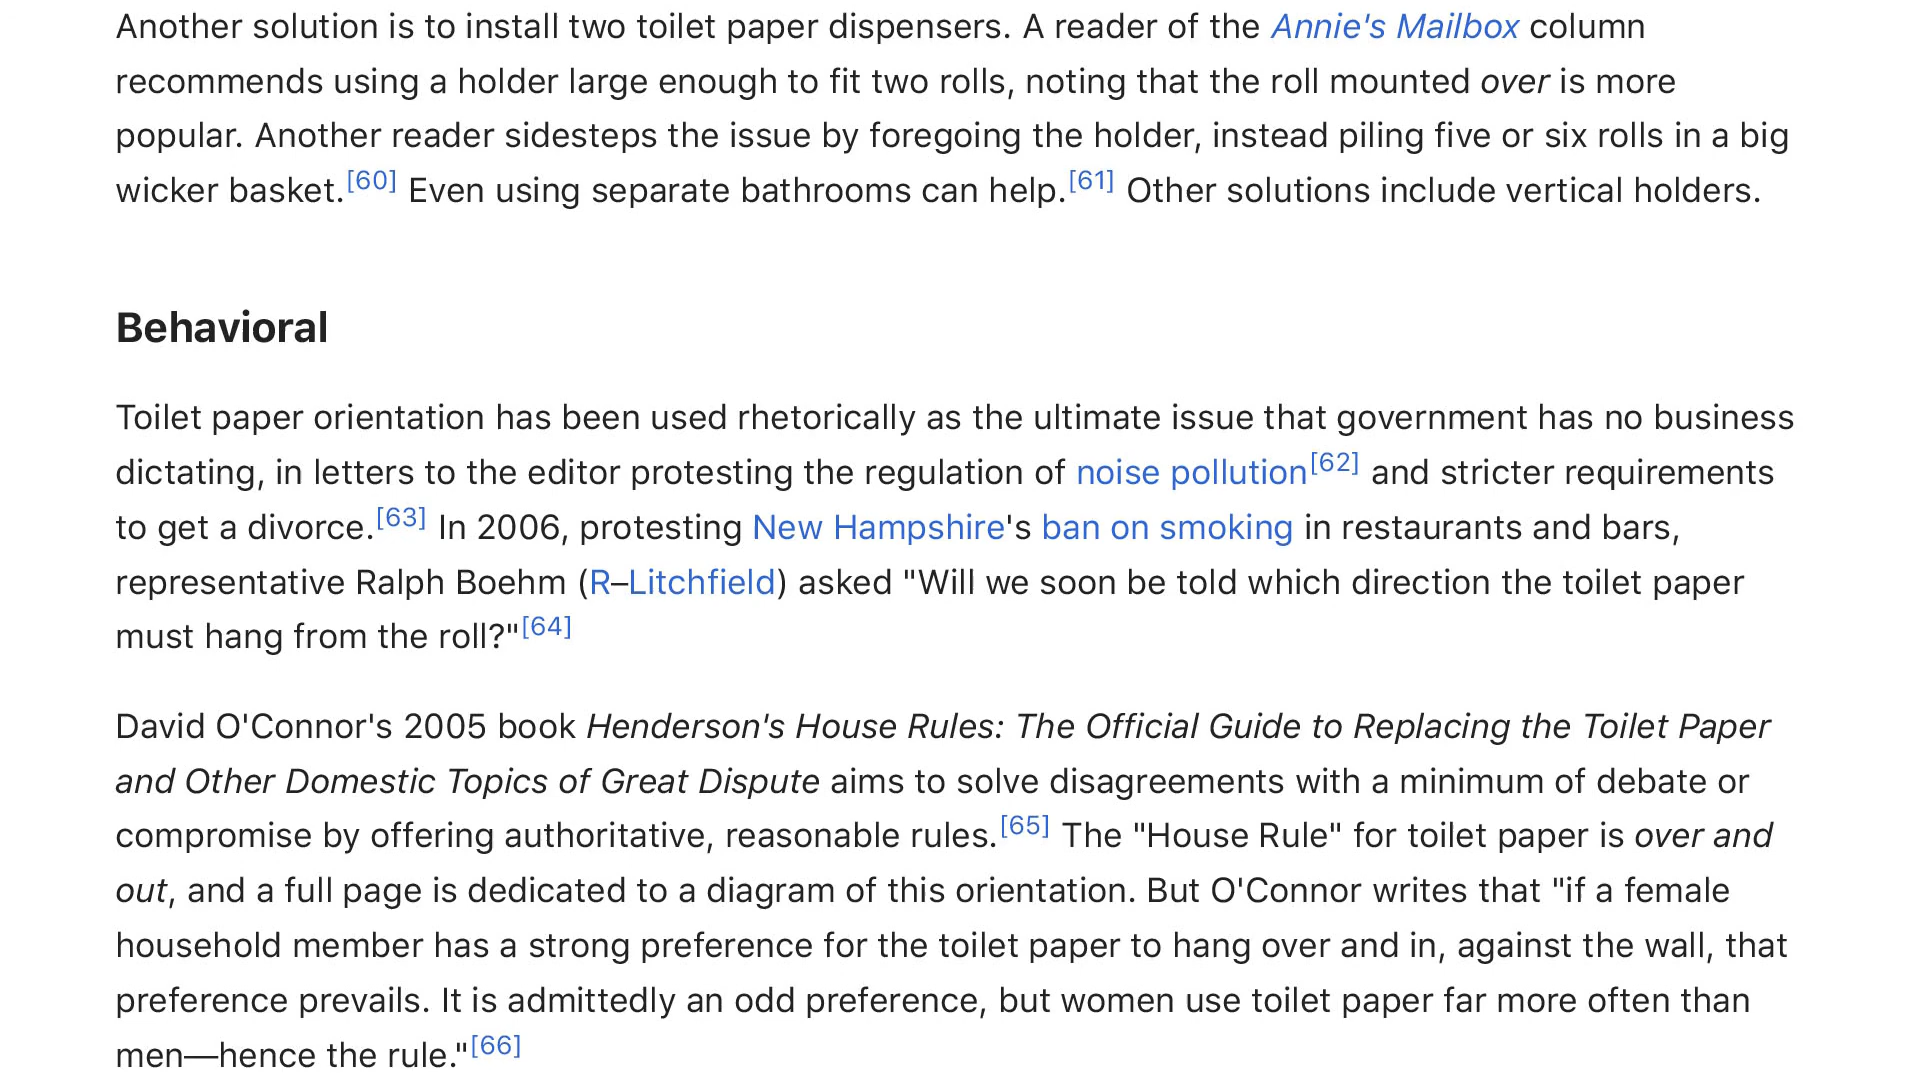 Another solution is to install two toilet paper dispensers. A reader of the Annie's Mailbox column
recommends using a holder large enough to fit two rolls, noting that the roll mounted over is more
popular. Another reader sidesteps the issue by foregoing the holder, instead piling five or six rolls in a big
wicker basket.[60] Even using separate bathrooms can help.[61] Other solutions include vertical holders.
Behavioral
Toilet paper orientation has been used rhetorically as the ultimate issue that government has no business
dictating, in letters to the editor protesting the regulation of noise pollution[62] and stricter requirements
to get a divorce.[63] In 2006, protesting New Hampshire's ban on smoking in restaurants and bars,
representative Ralph Boehm (R–Litchfield) asked "Will we soon be told which direction the toilet paper
must hang from the roll?"[64]
David O'Connor's 2005 book Henderson's House Rules: The Official Guide to Replacing the Toilet Paper
and Other Domestic Topics of Great Dispute aims to solve disagreements with a minimum of debate or
compromise by offering authoritative, reasonable rules.[65] The "House Rule" for toilet paper is over and
out, and a full page is dedicated to a diagram of this orientation. But O'Connor writes that "if a female
household member has a strong preference for the toilet paper to hang over and in, against the wall, that
preference prevails. It is admittedly an odd preference, but women use toilet paper far more often than
men—hence the rule."[66]